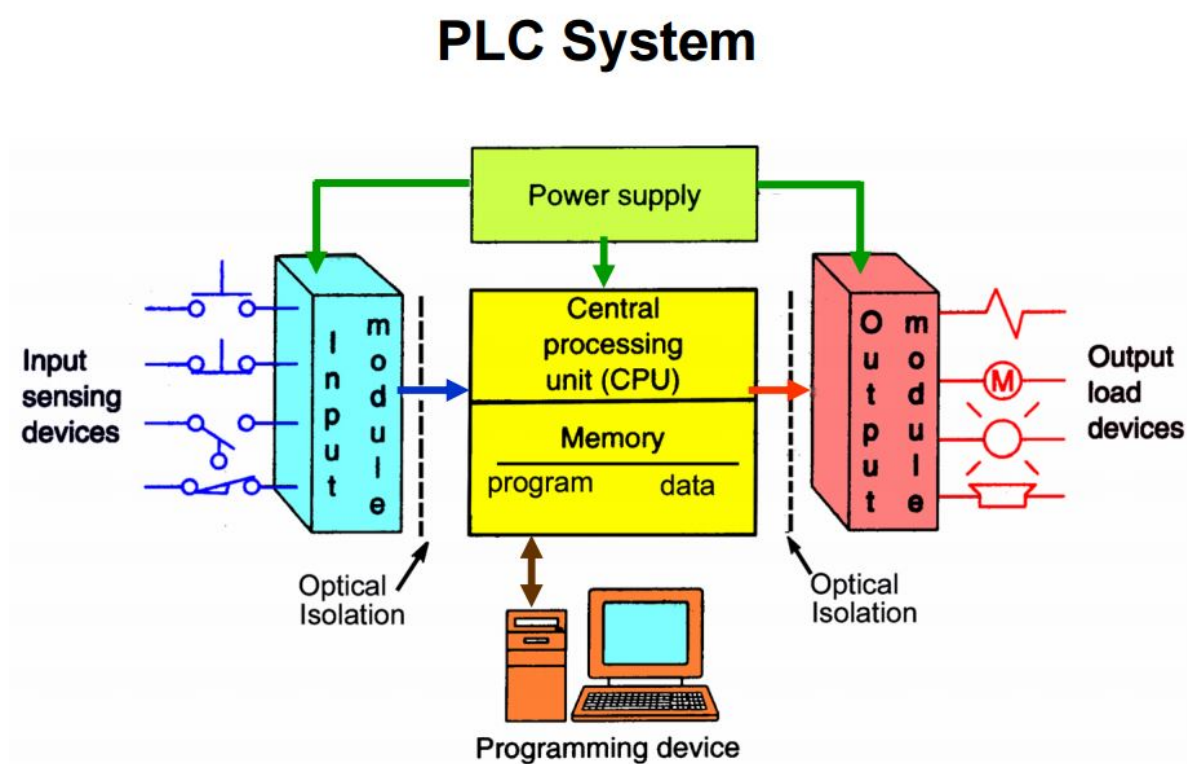 PLC System
Power supply
Input
sensing
devices
Input
module
Central
processing
unit (CPU)
Memory
program data
Output
module
M
Output
load
devices
Optical
Isolation
Optical
Isolation
Programming device